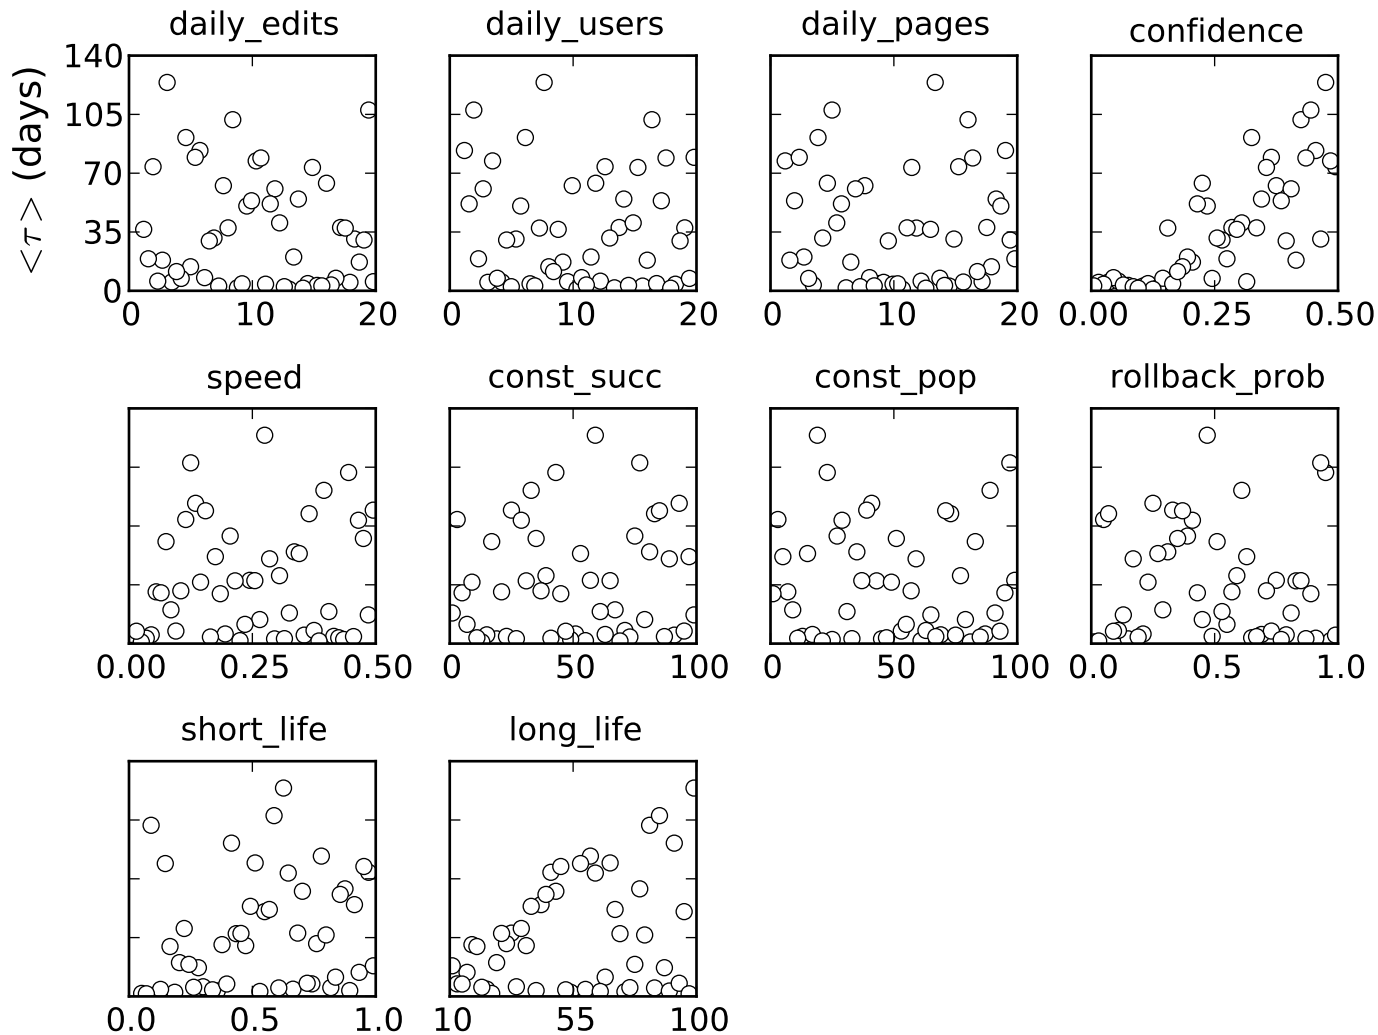 daily_edits daily_users daily_pages confidence
<τ> (days)
140
105
70
35
0
0 10 20 0 10 20 0 10 20 0.00 0.25 0.50
speed const_succ const_pop rollback_prob
0.00 0.25 0.50 0 50 100 0 50 100 0.0 0.5 1.0
short_life long_life
0.0 0.5 1.0 10 55 100